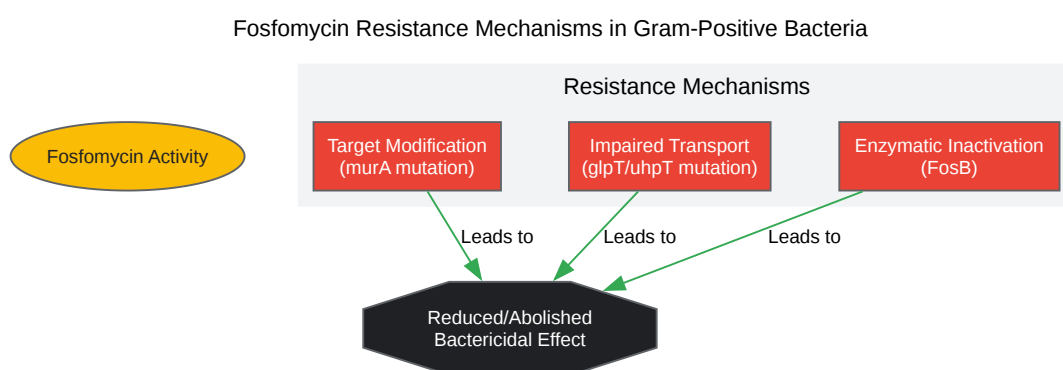 Fosfomycin Resistance Mechanisms in Gram-Positive Bacteria
Resistance Mechanisms
Fosfomycin Activity
Target Modification
(murA mutation)
Impaired Transport
(glpT/uhpT mutation)
Enzymatic Inactivation
(FosB)
Leads to
Leads to
Leads to
Reduced/Abolished
Bactericidal Effect